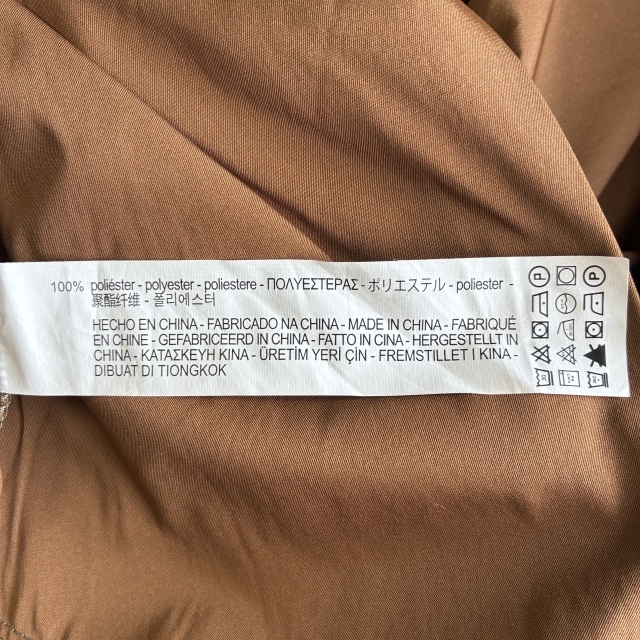 100% poliéster - polyester - poliestere - ΠΟΛΥΕΣΤΕΡΑΣ - ポリエステル - poliester -
聚酯纤维 - 폴리에스터
HECHO EN CHINA - FABRICADO NA CHINA - MADE IN CHINA - FABRIQUÉ
EN CHINE - GEFABRICEERD IN CHINA - FATTO IN CINA - HERGESTELLT IN
CHINA - ΚΑΤΑΣΚΕΥΗ ΚΙΝΑ - ÜRETİM YERİ ÇİN - FREMSTILLET I KINA -
DIBUAT DI TIONGKOK